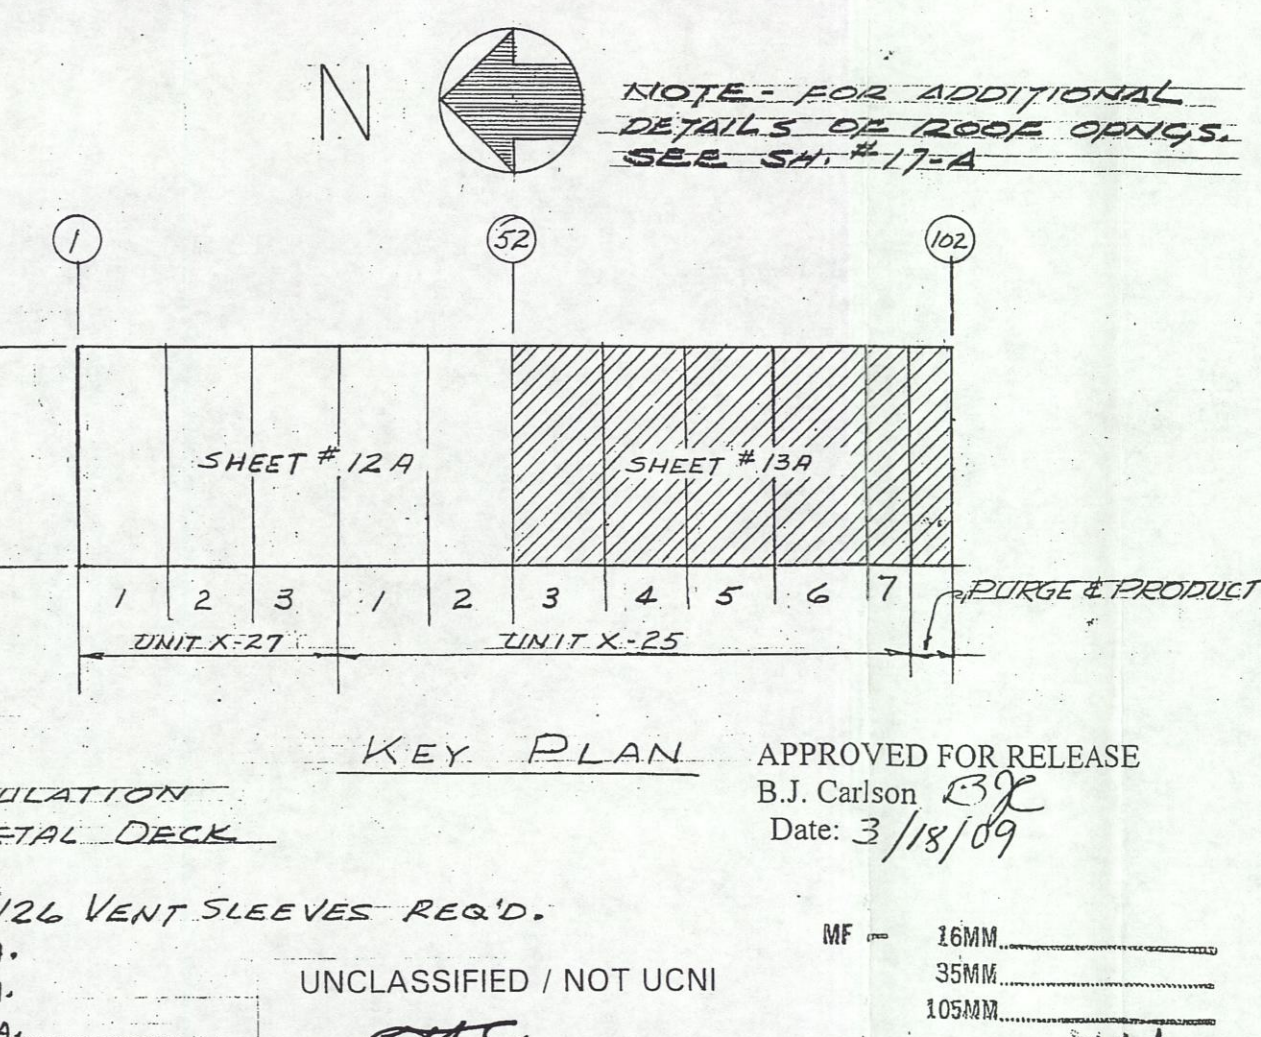 N
NOTE - FOR ADDITIONAL
DETAILS OF ROOF OPNGS.
SEE SH. #17-A
1
52
102
SHEET # 12A
SHEET # 13A
1 2 3 1 2 3 4 5 6 7
PURGE & PRODUCT
UNIT X-27
UNIT X-25
KEY PLAN
APPROVED FOR RELEASE
B.J. Carlson BJC
Date: 3/18/09
ULATION
ETAL DECK
126 VENT SLEEVES REQ'D.
MF - 16MM
35MM
105MM
UNCLASSIFIED / NOT UCNI